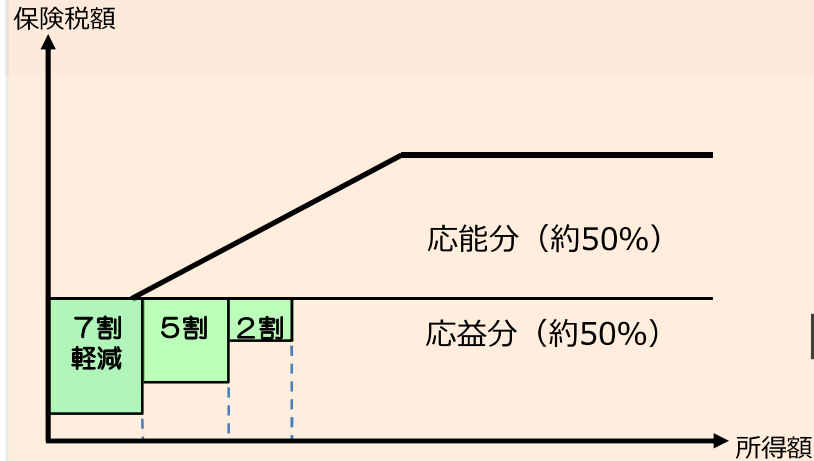 保険税額
応能分（約50%）
７割
軽減
５割
２割
応益分（約50%）
所得額